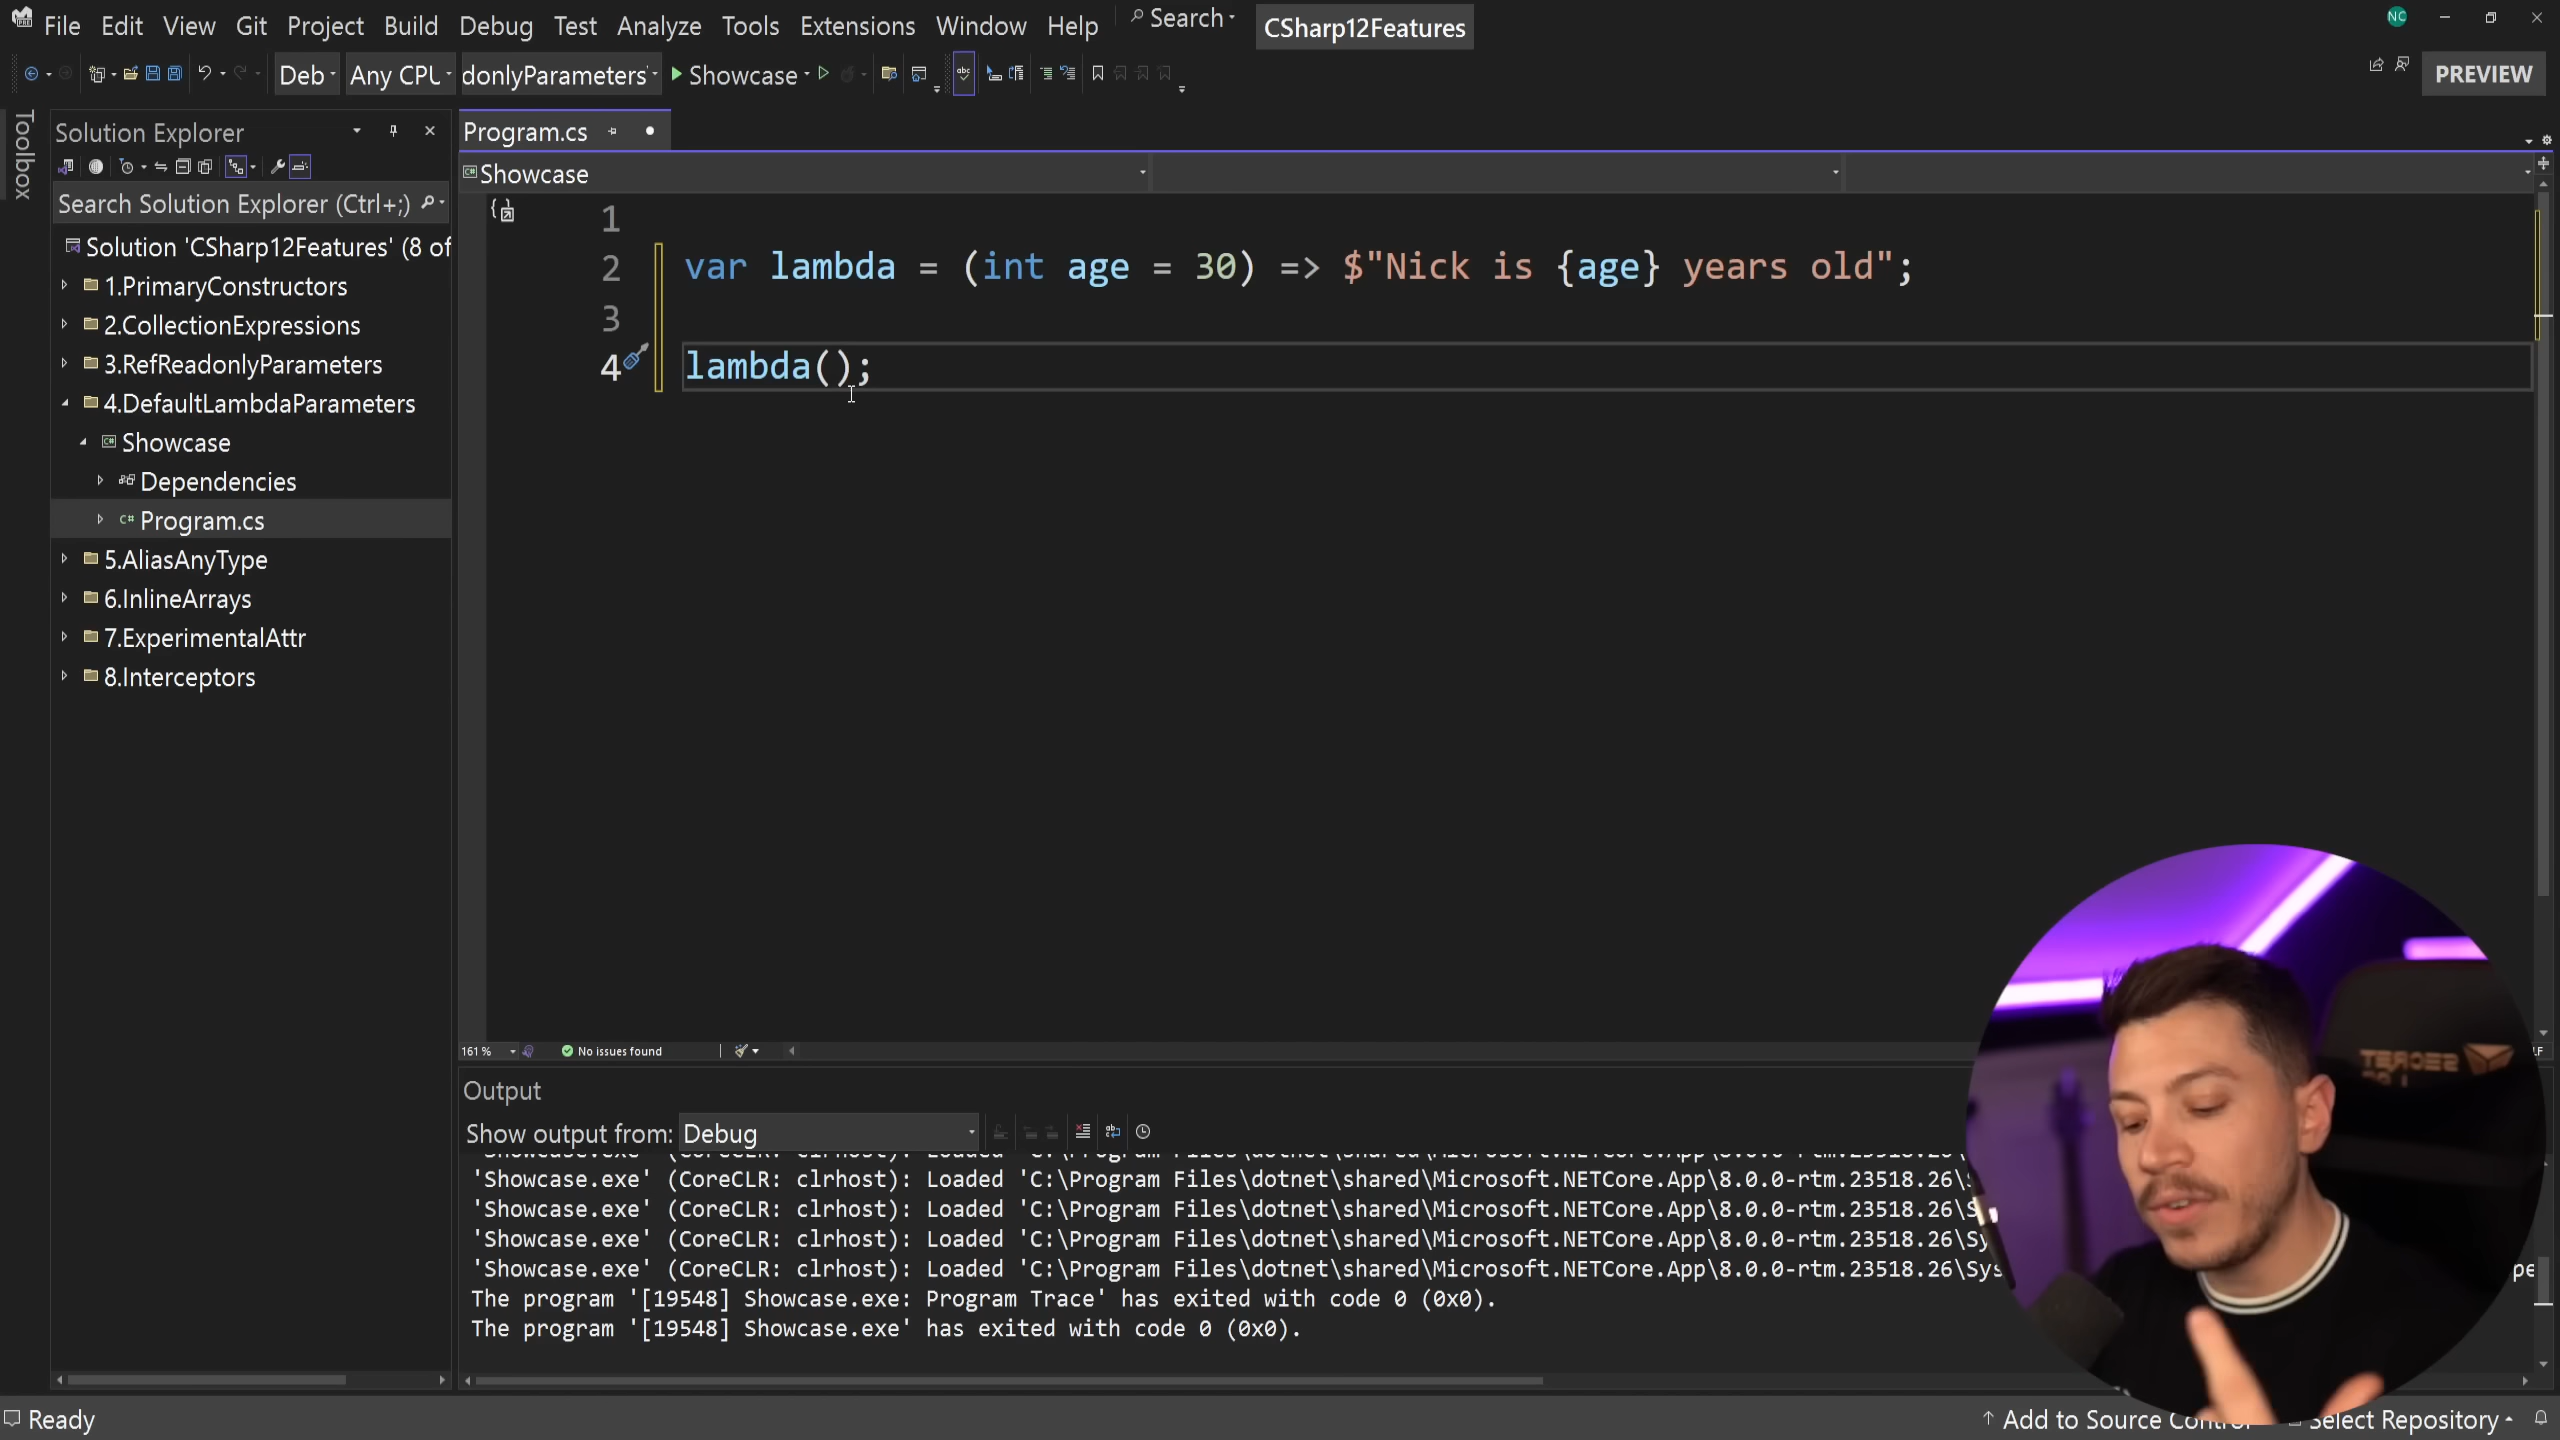 File Edit View Git Project Build Debug Test Analyze Tools Extensions Window Help Search CSharp12Features NC
Deb Any CPU donlyParameters Showcase PREVIEW
Toolbox
Solution Explorer
Search Solution Explorer (Ctrl+;)
Solution 'CSharp12Features' (8 of
1.PrimaryConstructors
2.CollectionExpressions
3.RefReadonlyParameters
4.DefaultLambdaParameters
Showcase
Dependencies
C# Program.cs
5.AliasAnyType
6.InlineArrays
7.ExperimentalAttr
8.Interceptors
Program.cs
Showcase
1
2 var lambda = (int age = 30) => $"Nick is {age} years old";
3
4 lambda();
161 % No issues found
Output
Show output from: Debug
'Showcase.exe' (CoreCLR: clrhost): Loaded 'C:\Program Files\dotnet\shared\Microsoft.NETCore.App\8.0.0-rtm.23518.26\S
'Showcase.exe' (CoreCLR: clrhost): Loaded 'C:\Program Files\dotnet\shared\Microsoft.NETCore.App\8.0.0-rtm.23518.26\S
'Showcase.exe' (CoreCLR: clrhost): Loaded 'C:\Program Files\dotnet\shared\Microsoft.NETCore.App\8.0.0-rtm.23518.26\Sy
'Showcase.exe' (CoreCLR: clrhost): Loaded 'C:\Program Files\dotnet\shared\Microsoft.NETCore.App\8.0.0-rtm.23518.26\Sys
The program '[19548] Showcase.exe: Program Trace' has exited with code 0 (0x0).
The program '[19548] Showcase.exe' has exited with code 0 (0x0).
Ready Add to Source Control Select Repository
SECRET